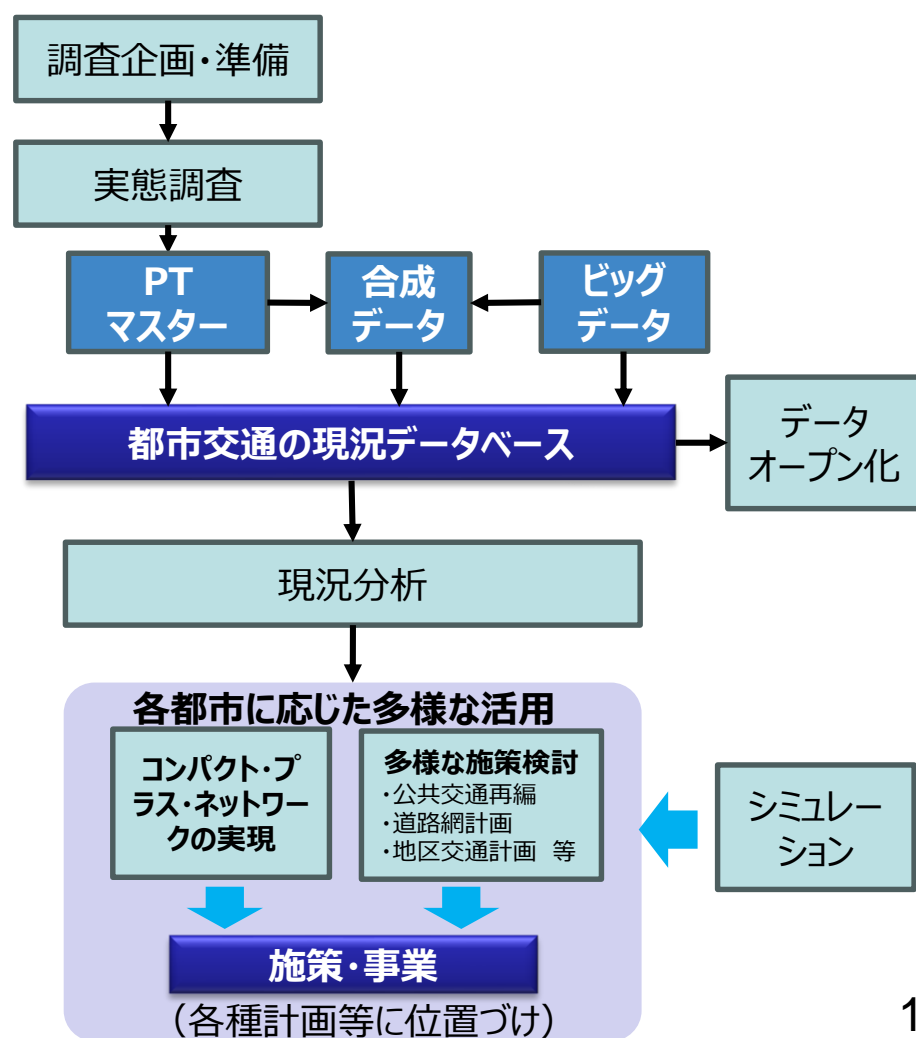 調査企画・準備
実態調査
PT
マスター
合成
データ
ビッグ
データ
都市交通の現況データベース
データ
オープン化
現況分析
各都市に応じた多様な活用
コンパクト・プ
ラス・ネットワー
クの実現
多様な施策検討
・公共交通再編
・道路網計画
・地区交通計画　等
シミュレー
ション
施策・事業
（各種計画等に位置づけ）
1